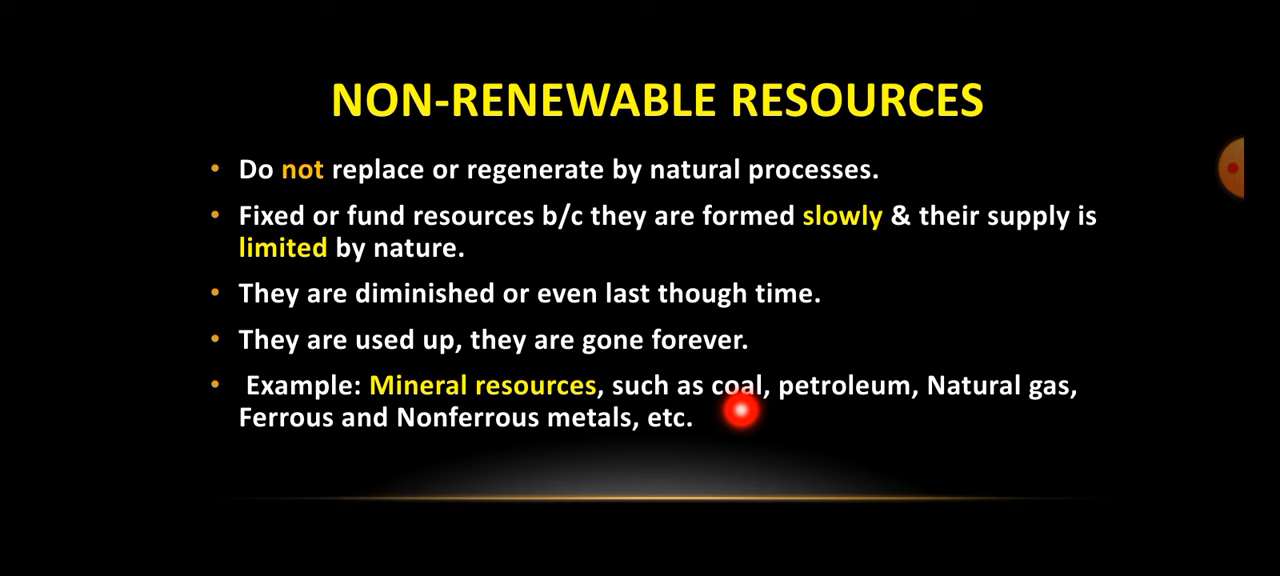 NON-RENEWABLE RESOURCES
• Do not replace or regenerate by natural processes.
• Fixed or fund resources b/c they are formed slowly & their supply is
limited by nature.
• They are diminished or even last though time.
• They are used up, they are gone forever.
• Example: Mineral resources, such as coal, petroleum, Natural gas,
Ferrous and Nonferrous metals, etc.